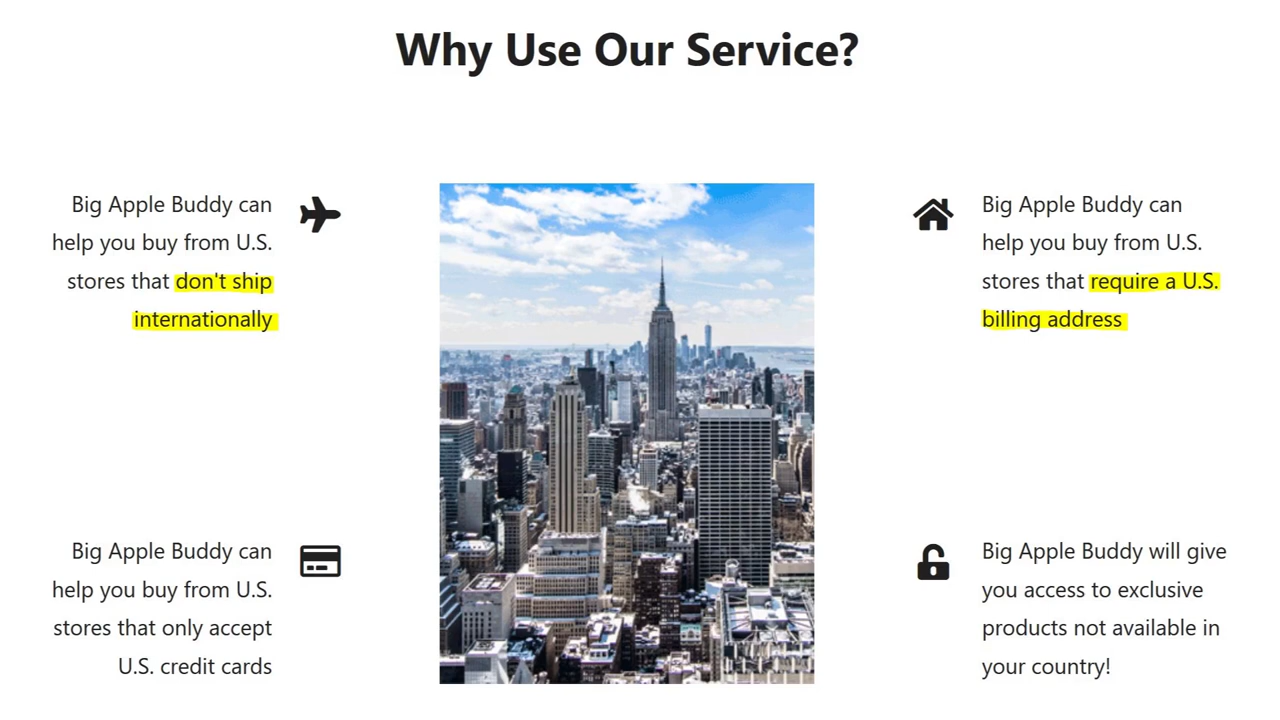 Why Use Our Service?
Big Apple Buddy can
help you buy from U.S.
stores that don't ship
internationally
Big Apple Buddy can
help you buy from U.S.
stores that require a U.S.
billing address
Big Apple Buddy can
help you buy from U.S.
stores that only accept
U.S. credit cards
Big Apple Buddy will give
you access to exclusive
products not available in
your country!